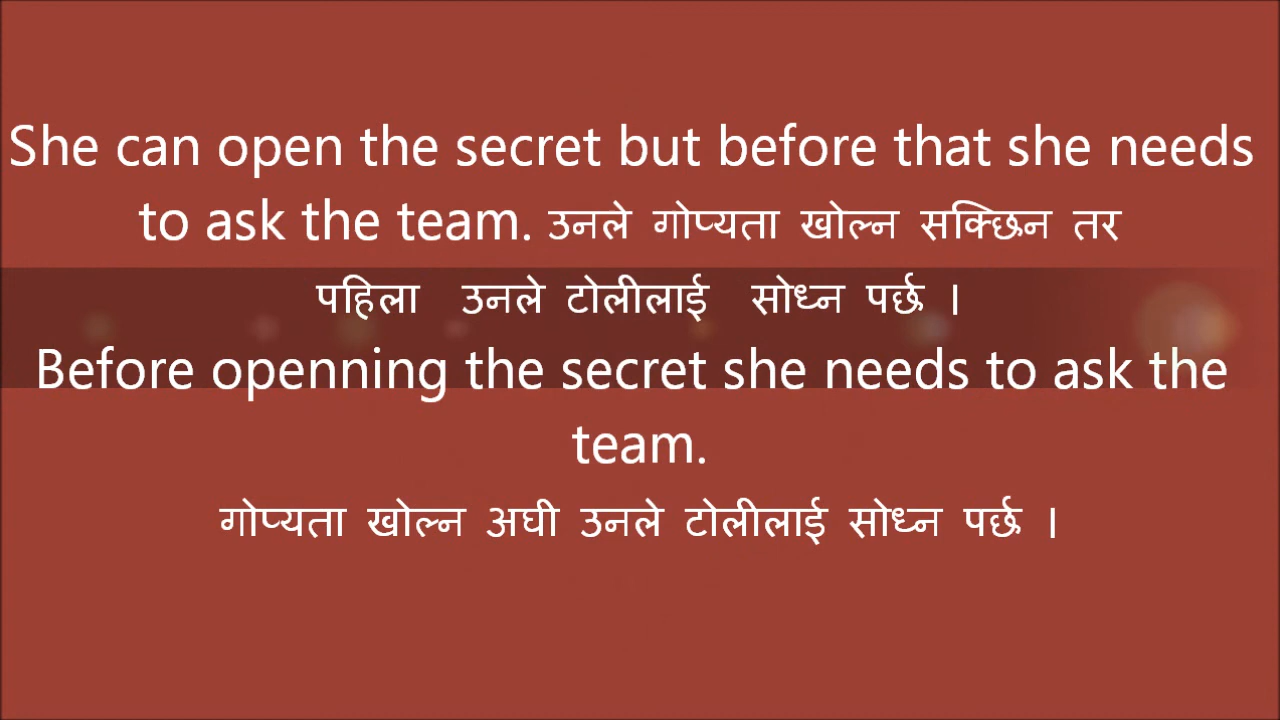 She can open the secret but before that she needs
to ask the team. उनले गोप्यता खोल्न सक्छिन तर
पहिला उनले टोलीलाई सोध्न पर्छ ।
Before openning the secret she needs to ask the
team.
गोप्यता खोल्न अघी उनले टोलीलाई सोध्न पर्छ ।